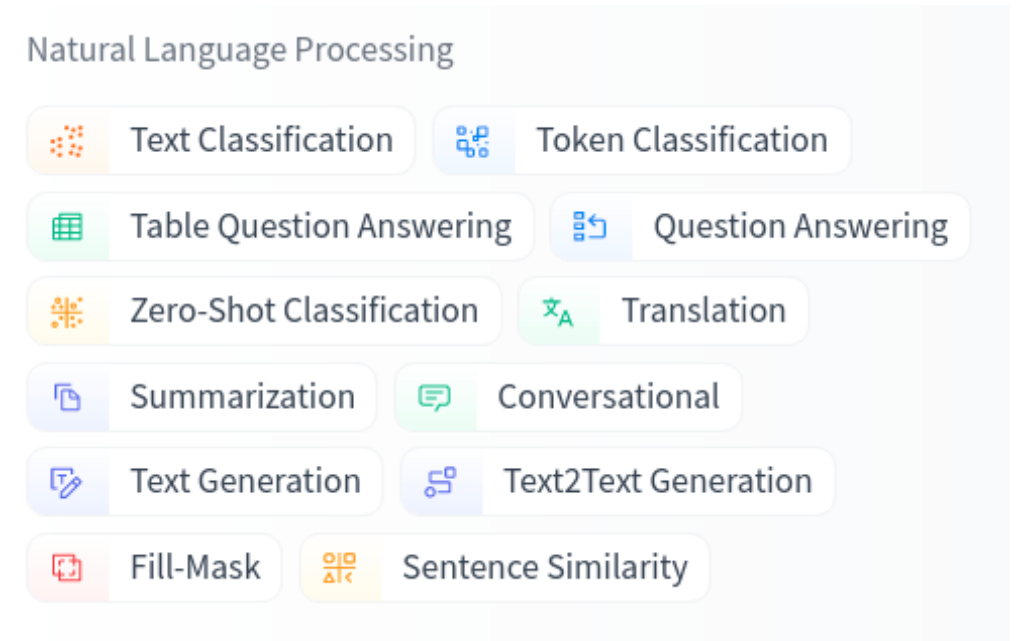 Natural Language Processing
Text Classification Token Classification
Table Question Answering Question Answering
Zero-Shot Classification Translation
Summarization Conversational
Text Generation Text2Text Generation
Fill-Mask Sentence Similarity